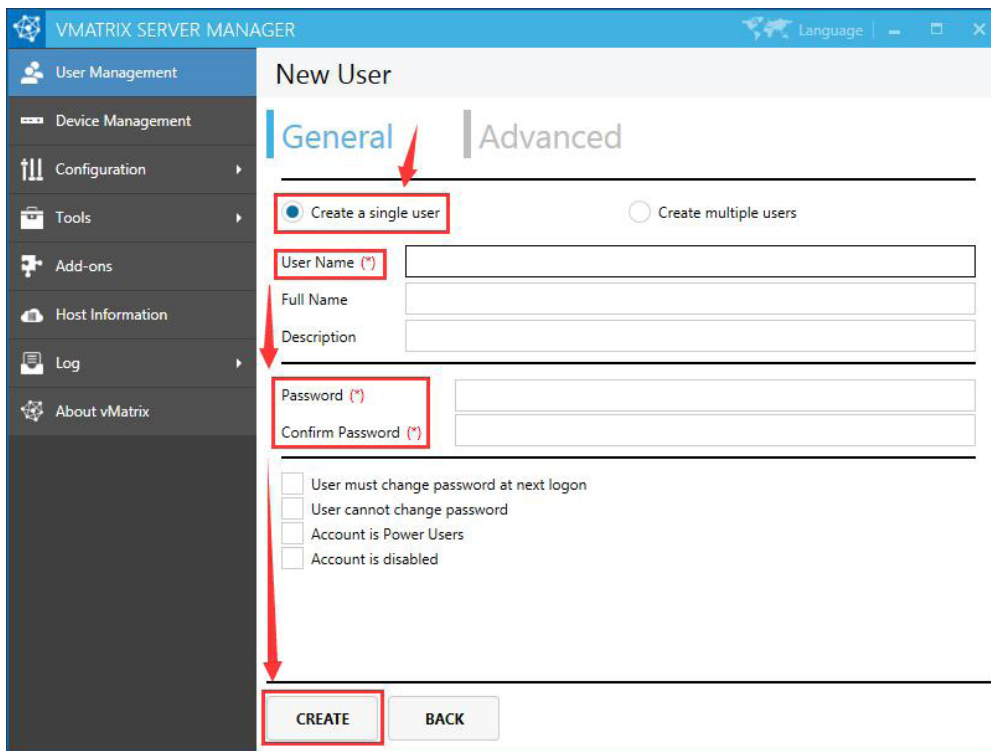 VMATRIX SERVER MANAGER
Language
User Management
Device Management
Configuration
Tools
Add-ons
Host Information
Log
About vMatrix
New User
General Advanced
Create a single user Create multiple users
User Name (*)
Full Name
Description
Password (*)
Confirm Password (*)
User must change password at next logon
User cannot change password
Account is Power Users
Account is disabled
CREATE BACK